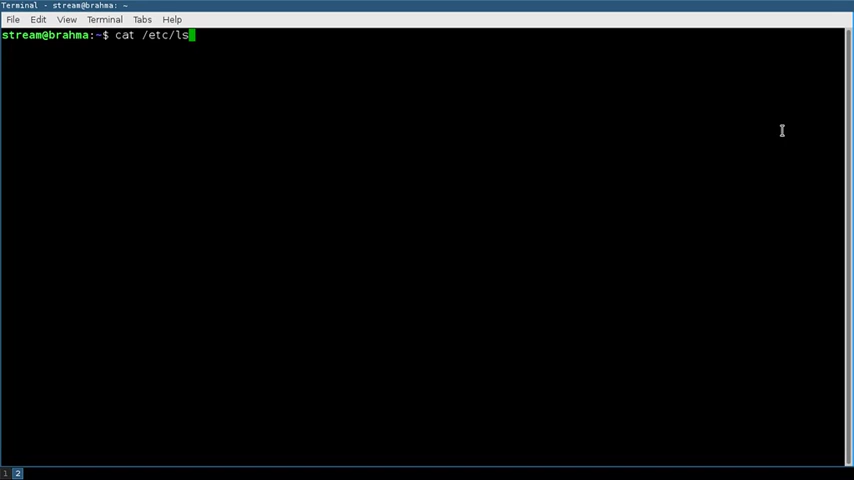 Terminal - stream@brahma: ~
File Edit View Terminal Tabs Help
stream@brahma:~$ cat /etc/ls
1 2